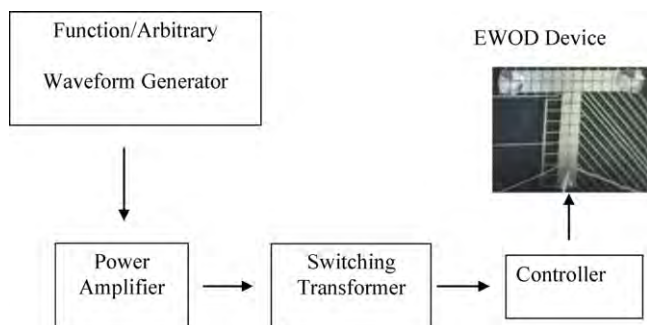 Function/Arbitrary
Waveform Generator
EWOD Device
Power
Amplifier
Switching
Transformer
Controller